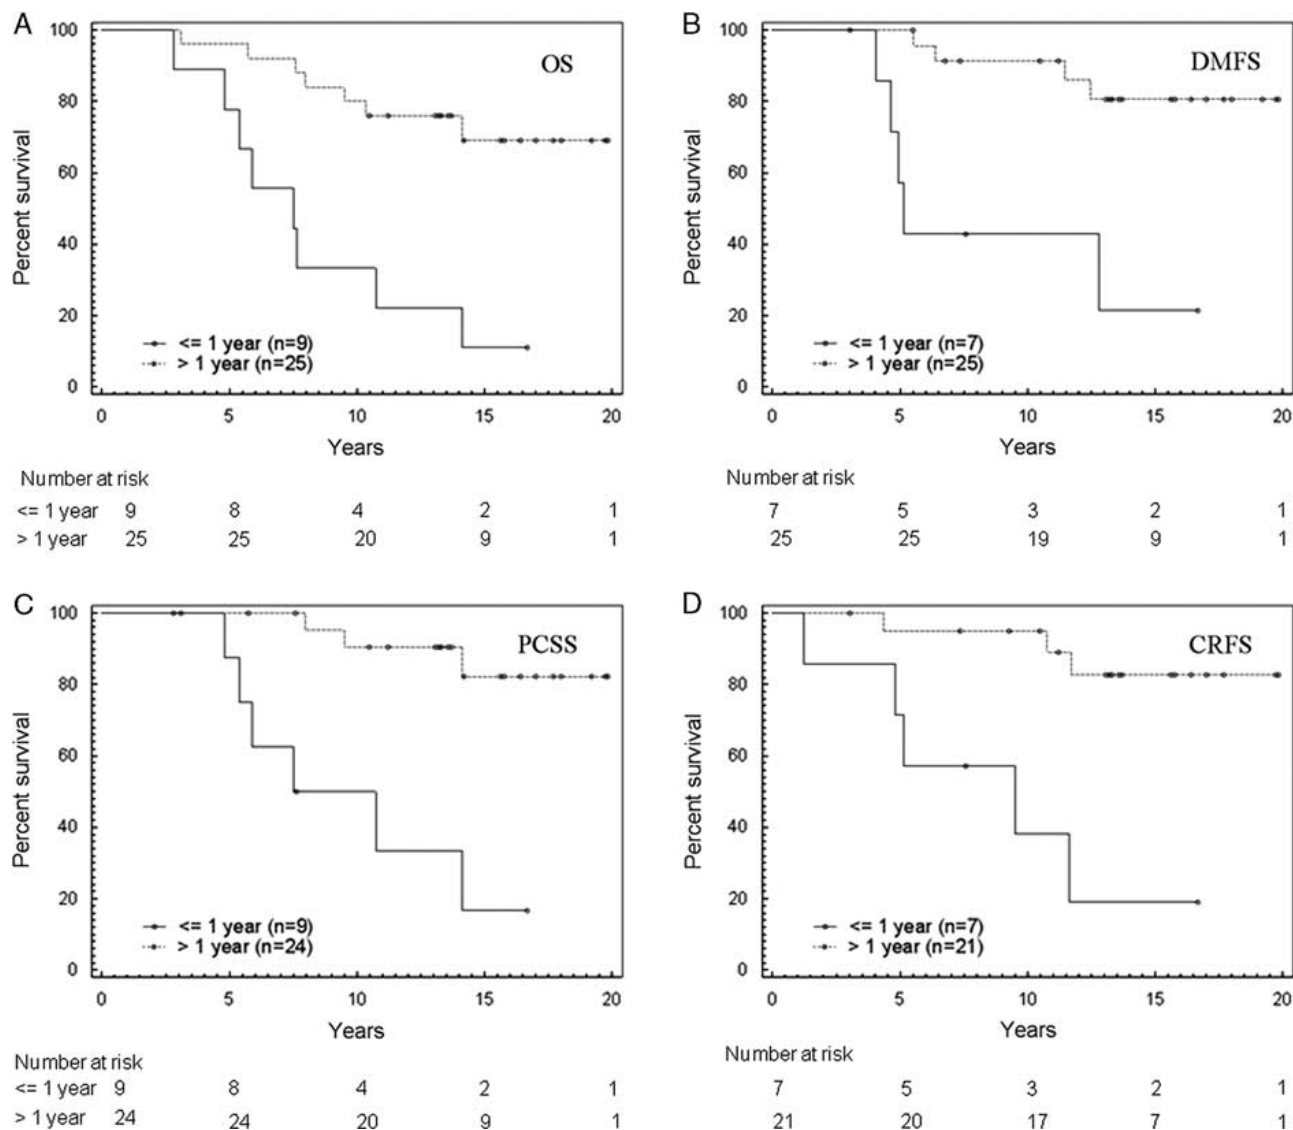 A
B
OS
DMFS
100
80
60
40
20
0
Percent survival
<= 1 year (n=9)
> 1 year (n=25)
0 5 10 15 20
Years
100
80
60
40
20
0
Percent survival
<= 1 year (n=7)
> 1 year (n=25)
0 5 10 15 20
Years
Number at risk
<= 1 year 9 8 4 2 1
> 1 year 25 25 20 9 1
Number at risk
7 5 3 2 1
25 25 19 9 1
C
D
PCSS
CRFS
100
80
60
40
20
0
Percent survival
<= 1 year (n=9)
> 1 year (n=24)
0 5 10 15 20
Years
100
80
60
40
20
0
Percent survival
<= 1 year (n=7)
> 1 year (n=21)
0 5 10 15 20
Years
Number at risk
<= 1 year 9 8 4 2 1
> 1 year 24 24 20 9 1
Number at risk
7 5 3 2 1
21 20 17 7 1